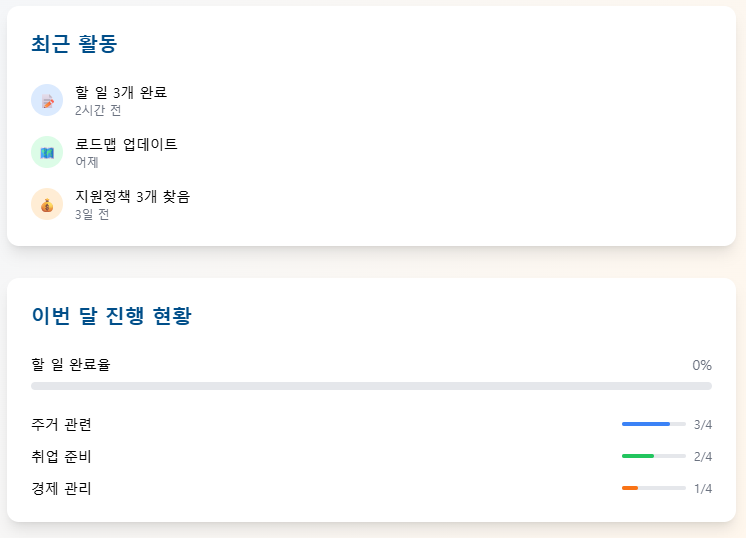 최근 활동
할 일 3개 완료
2시간 전
로드맵 업데이트
어제
지원정책 3개 찾음
3일 전
이번 달 진행 현황
할 일 완료율 0%
주거 관련 3/4
취업 준비 2/4
경제 관리 1/4